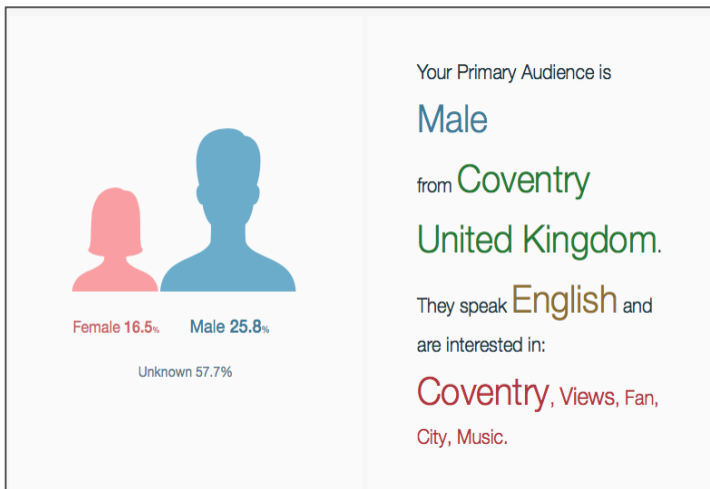 Female 16.5%
Male 25.8%
Unknown 57.7%
Your Primary Audience is
Male
from Coventry
United Kingdom.
They speak English and
are interested in:
Coventry, Views, Fan,
City, Music.